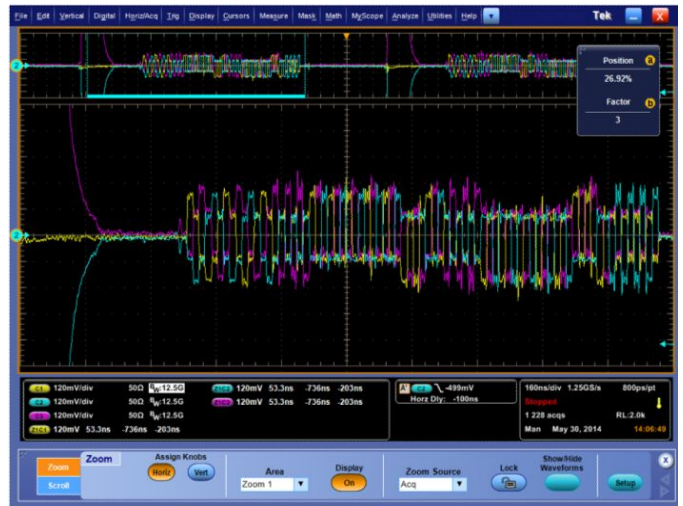 File Edit Vertical Digital Horiz/Acq Trig Display Cursors Measure Mask Math MyScope Analyze Utilities Help Tek X
Position a
26.92%
Factor b
3
C1 120mV/div 50Ω BW:12.5G
C2 120mV/div 50Ω BW:12.5G
C3 120mV/div 50Ω BW:12.5G
Z1C1 120mV 53.3ns -736ns -203ns
Z1C2 120mV 53.3ns -736ns -203ns
Z1C3 120mV 53.3ns -736ns -203ns
A' C2 -499mV
Horz Dly: -100ns
160ns/div 1.25GS/s 800ps/pt
Stopped
1 228 acqs RL:2.0k
Man May 30, 2014 14:06:49
Zoom
Scroll
Zoom
Assign Knobs
Horiz Vert
Area
Zoom 1
Display
On
Zoom Source
Acq
Lock
Show/Hide
Waveforms
Setup
X